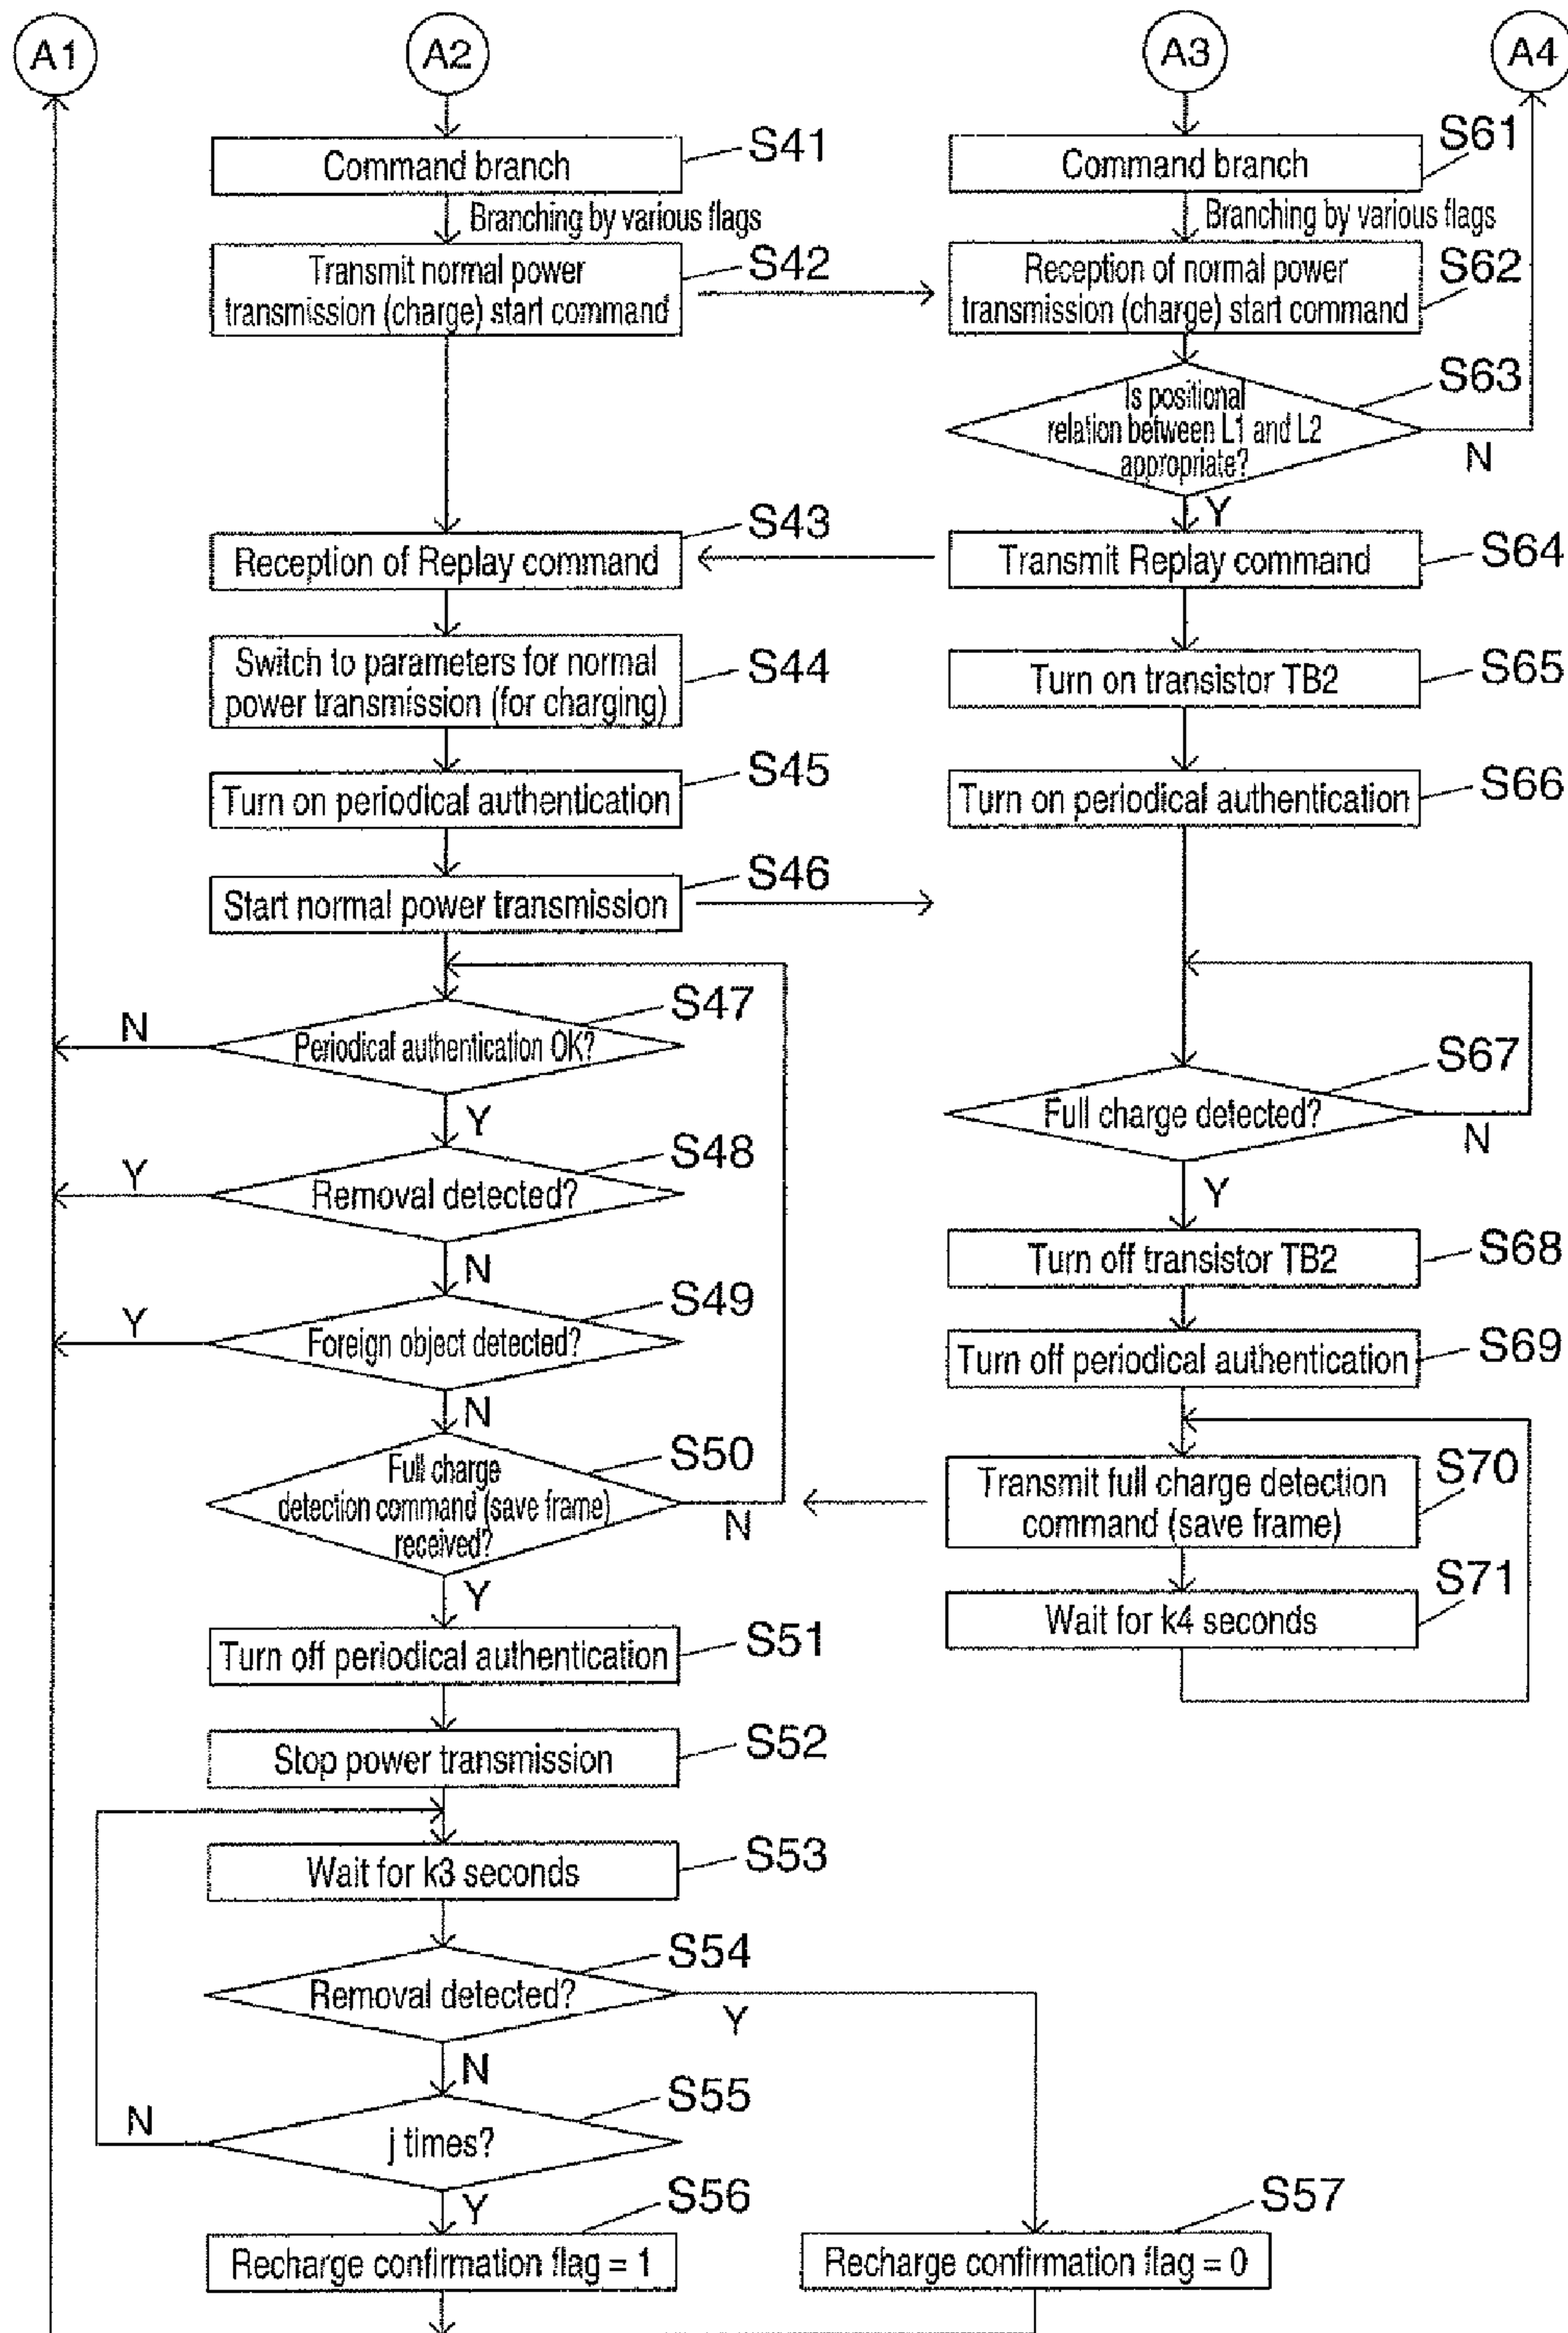 A1
A2
A3
A4
Command branch
S41
Branching by various flags
Transmit normal power
transmission (charge) start command
S42
Reception of Replay command
S43
Switch to parameters for normal
power transmission (for charging)
S44
Turn on periodical authentication
S45
Start normal power transmission
S46
Periodical authentication OK?
S47
N
Y
Removal detected?
S48
Y
N
Foreign object detected?
S49
Y
N
Full charge
detection command (save frame)
received?
S50
N
Y
Turn off periodical authentication
S51
Stop power transmission
S52
Wait for k3 seconds
S53
Removal detected?
S54
Y
N
j times?
S55
N
Y
Recharge confirmation flag = 1
S56
Recharge confirmation flag = 0
S57
Command branch
S61
Branching by various flags
Reception of normal power
transmission (charge) start command
S62
Is positional
relation between L1 and L2
appropriate?
S63
N
Y
Transmit Replay command
S64
Turn on transistor TB2
S65
Turn on periodical authentication
S66
Full charge detected?
S67
N
Y
Turn off transistor TB2
S68
Turn off periodical authentication
S69
Transmit full charge detection
command (save frame)
S70
Wait for k4 seconds
S71